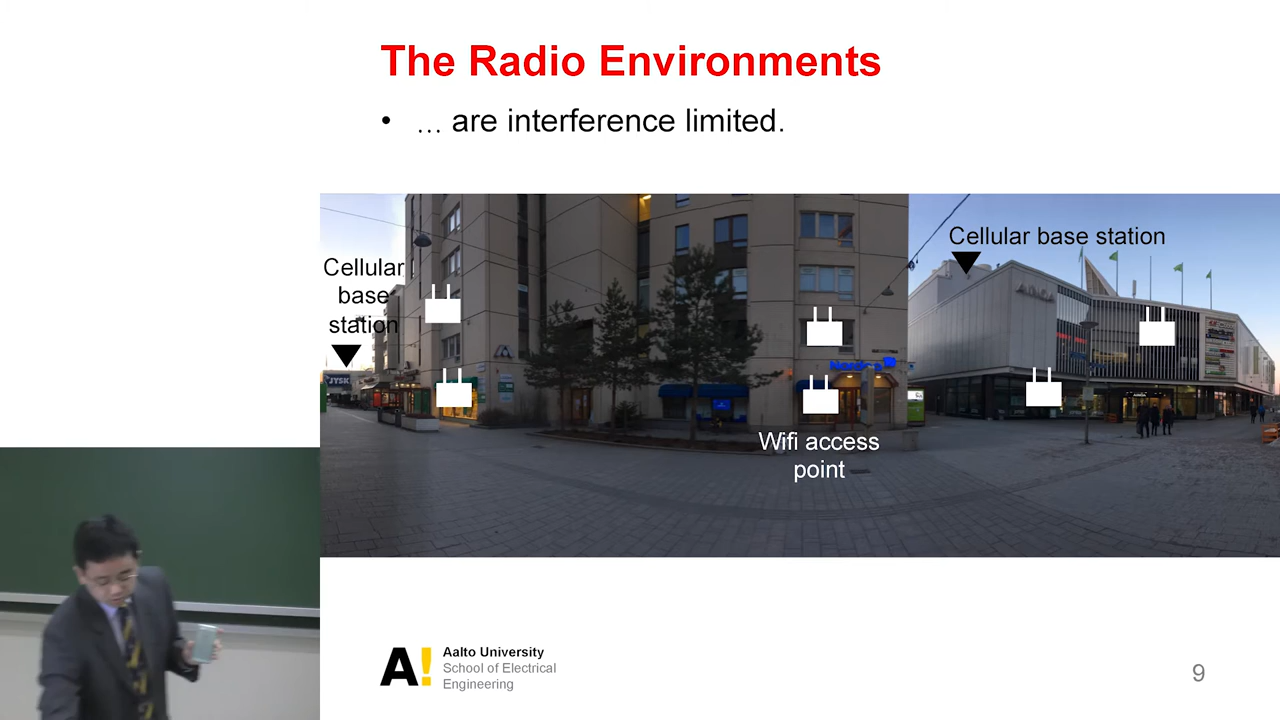 The Radio Environments
• … are interference limited.
Cellular base station
Cellular
base
station
JYSK
Nordea
Wifi access
point
A!
Aalto University
School of Electrical
Engineering
9